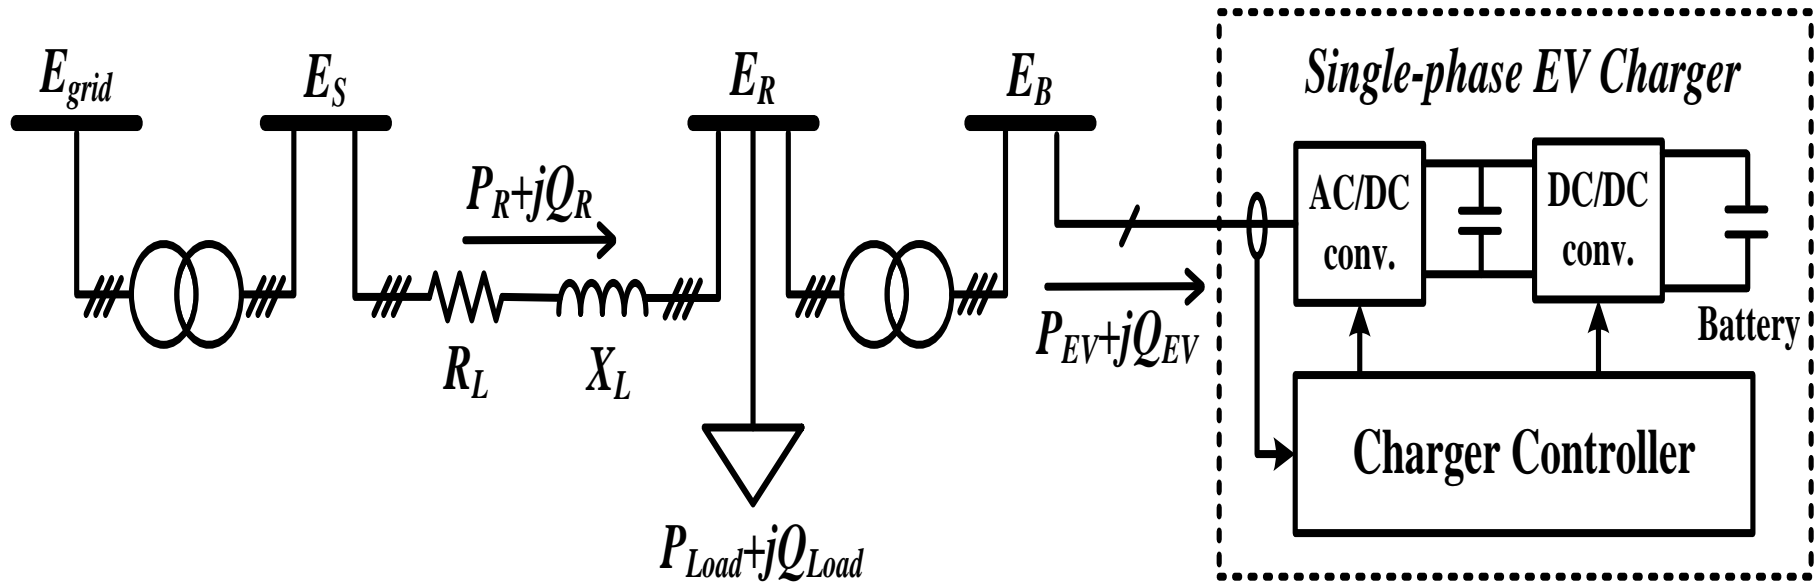 E_grid
E_S
E_R
E_B
Single-phase EV Charger
P_R+jQ_R
AC/DC
conv.
DC/DC
conv.
R_L
X_L
P_EV+jQ_EV
Battery
Charger Controller
P_Load+jQ_Load